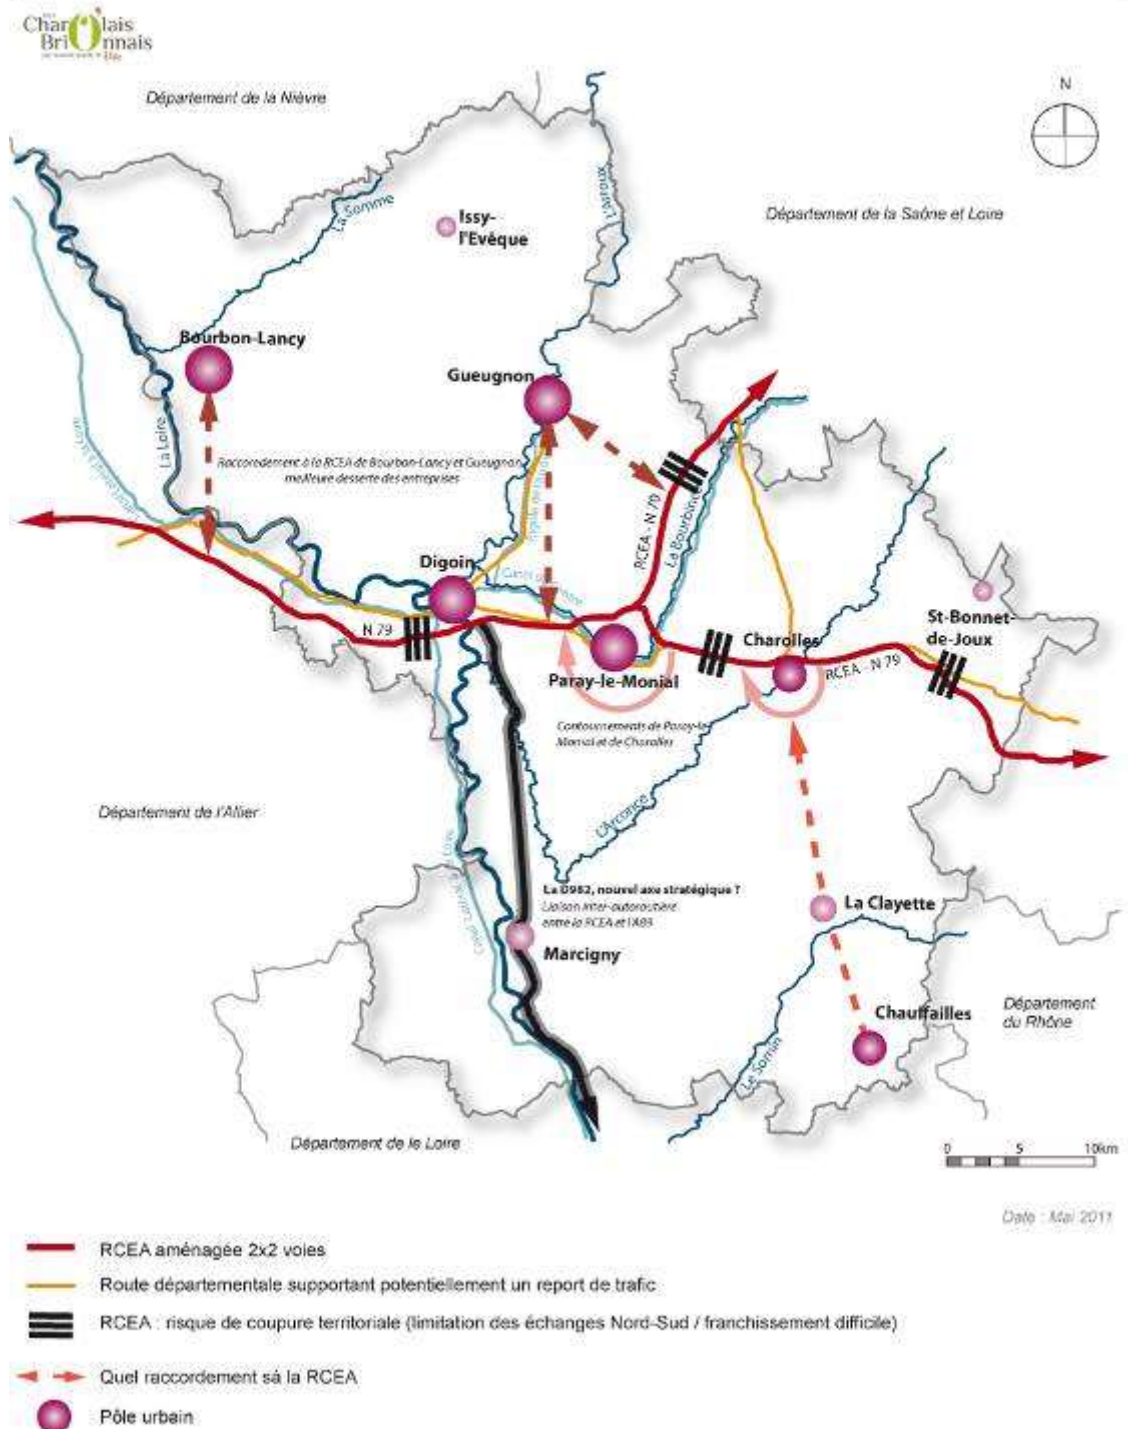 Charolais
Brionnais
Département de la Nièvre
N
La Somme
L'Arroux
Issy-
l'Evêque
Département de la Saône et Loire
Bourbon-Lancy
Gueugnon
La Loire
Raccoredement à la RCEA de Bourbon-Lancy et Gueugnon,
meilleure desserte des entreprises
RCEA - N 79
La Bourbince
Digoin
Canal du Centre
N 79
St-Bonnet-
de-Joux
Charolles
RCEA - N 79
Paray-le-Monial
Contournements de Paray-le-
Monial et de Charolles
Département de l'Allier
L'Arconce
La D982, nouvel axe stratégique ?
Liaison inter-autoroutière
entre la RCEA et l'A89
La Clayette
Marcigny
Département
du Rhône
Chauffailles
Le Sornin
Département de le Loire
0 5 10km
Date : Mai 2011
RCEA aménagée 2x2 voies
Route départementale supportant potentiellement un report de trafic
RCEA : risque de coupure territoriale (limitation des échanges Nord-Sud / franchissement difficile)
Quel raccordement sà la RCEA
Pôle urbain